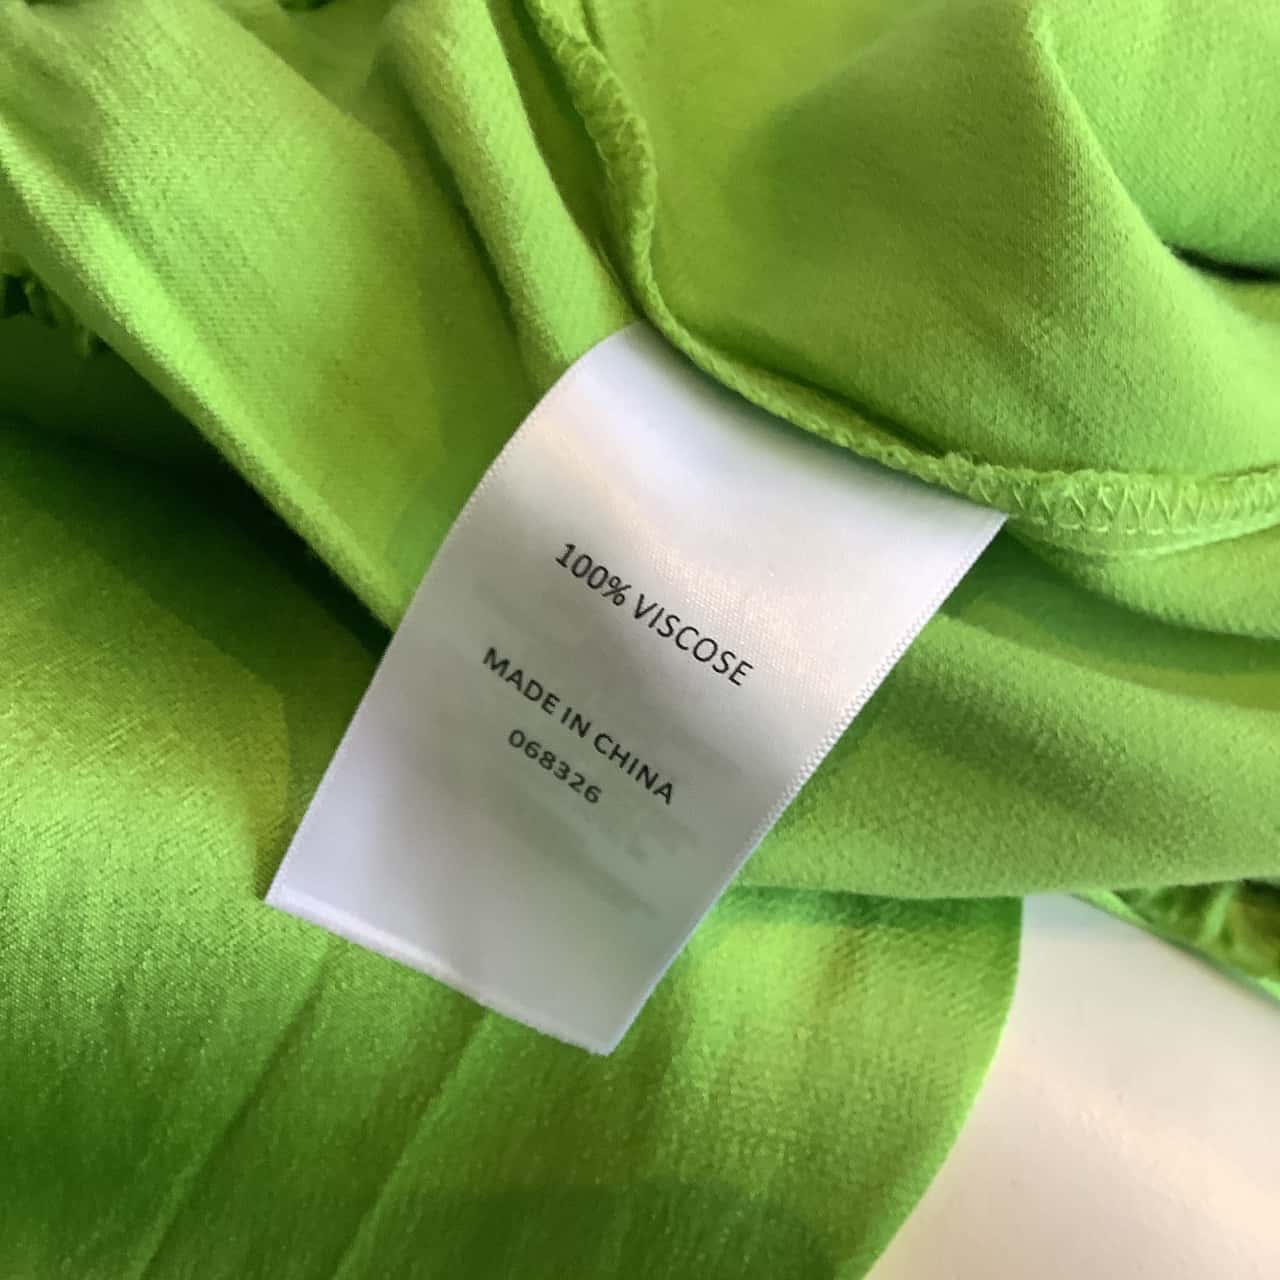 100% VISCOSE
MADE IN CHINA
068326